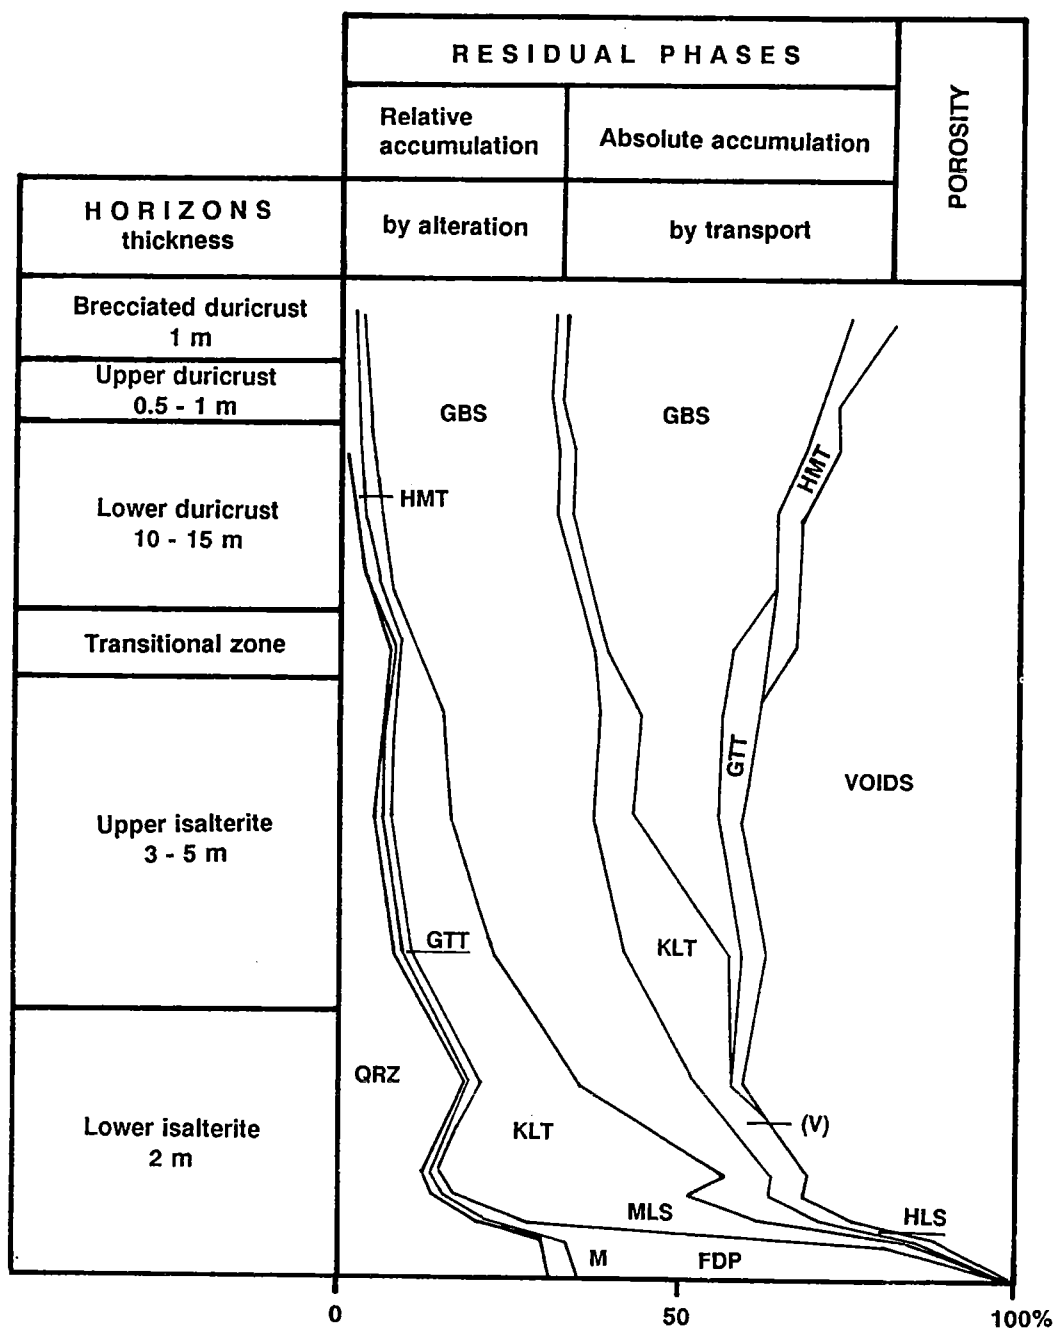 RESIDUAL PHASES
Relative
accumulation
Absolute accumulation
POROSITY
HORIZONS
thickness
by alteration
by transport
Brecciated duricrust
1 m
Upper duricrust
0.5 - 1 m
GBS
GBS
HMT
HMT
Lower duricrust
10 - 15 m
Transitional zone
GTT
VOIDS
Upper isalterite
3 - 5 m
GTT
KLT
QRZ
(V)
KLT
Lower isalterite
2 m
MLS
HLS
M
FDP
0
50
100%